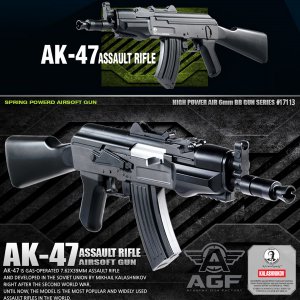 AK-47 ASSAULT RIFLE
SPRING POWERD AIRSOFT GUN
HIGH POWER AIR 6mm BB GUN SERIES #17113
AK-47 ASSAULT RIFLE
AIRSOFT GUN
AK-47 IS GAS-OPERATED 7.62X39MM ASSAULT RIFLE
AND DEVELOPED IN THE SOVIET UNION BY MIKHAIL KALASHNIKOV
RIGHT AFTER THE SECOND WORLD WAR.
UNTIL NOW, THE MODEL IS THE MOST POPULAR AND WIDELY USED
ASSAULT RIFLES IN THE WORLD.
AGF
KALASHNIKOV